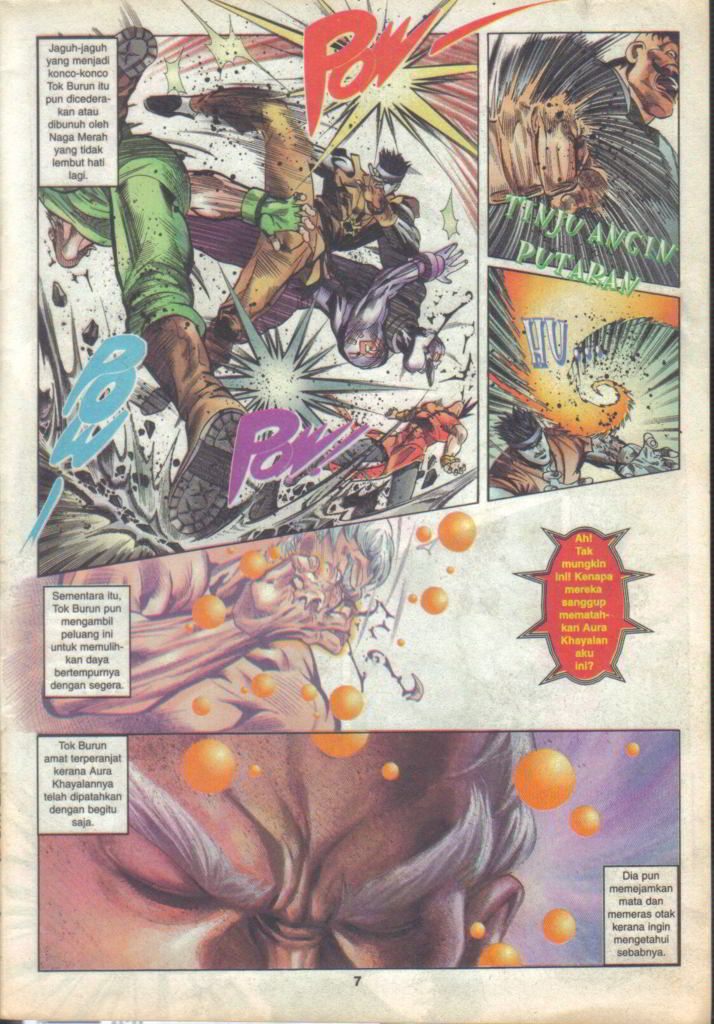 Jaguh-jaguh
yang menjadi
konco-konco
Tok Burun itu
pun dicedera-
kan atau
dibunuh oleh
Naga Merah
yang tidak
lembut hati
lagi.
POW
POW
POW
TINJU ANGIN
PUTARAN
HU...
Sementara itu,
Tok Burun pun
mengambil
peluang ini
untuk memulih-
kan daya
bertempurnya
dengan segera.
Ah!
Tak
mungkin
ini! Kenapa
mereka
sanggup
mematah-
kan Aura
Khayalan
aku
ini?
Tok Burun
amat terperanjat
kerana Aura
Khayalannya
telah dipatahkan
dengan begitu
saja.
Dia pun
memejamkan
mata dan
memeras otak
kerana ingin
mengetahui
sebabnya.
7